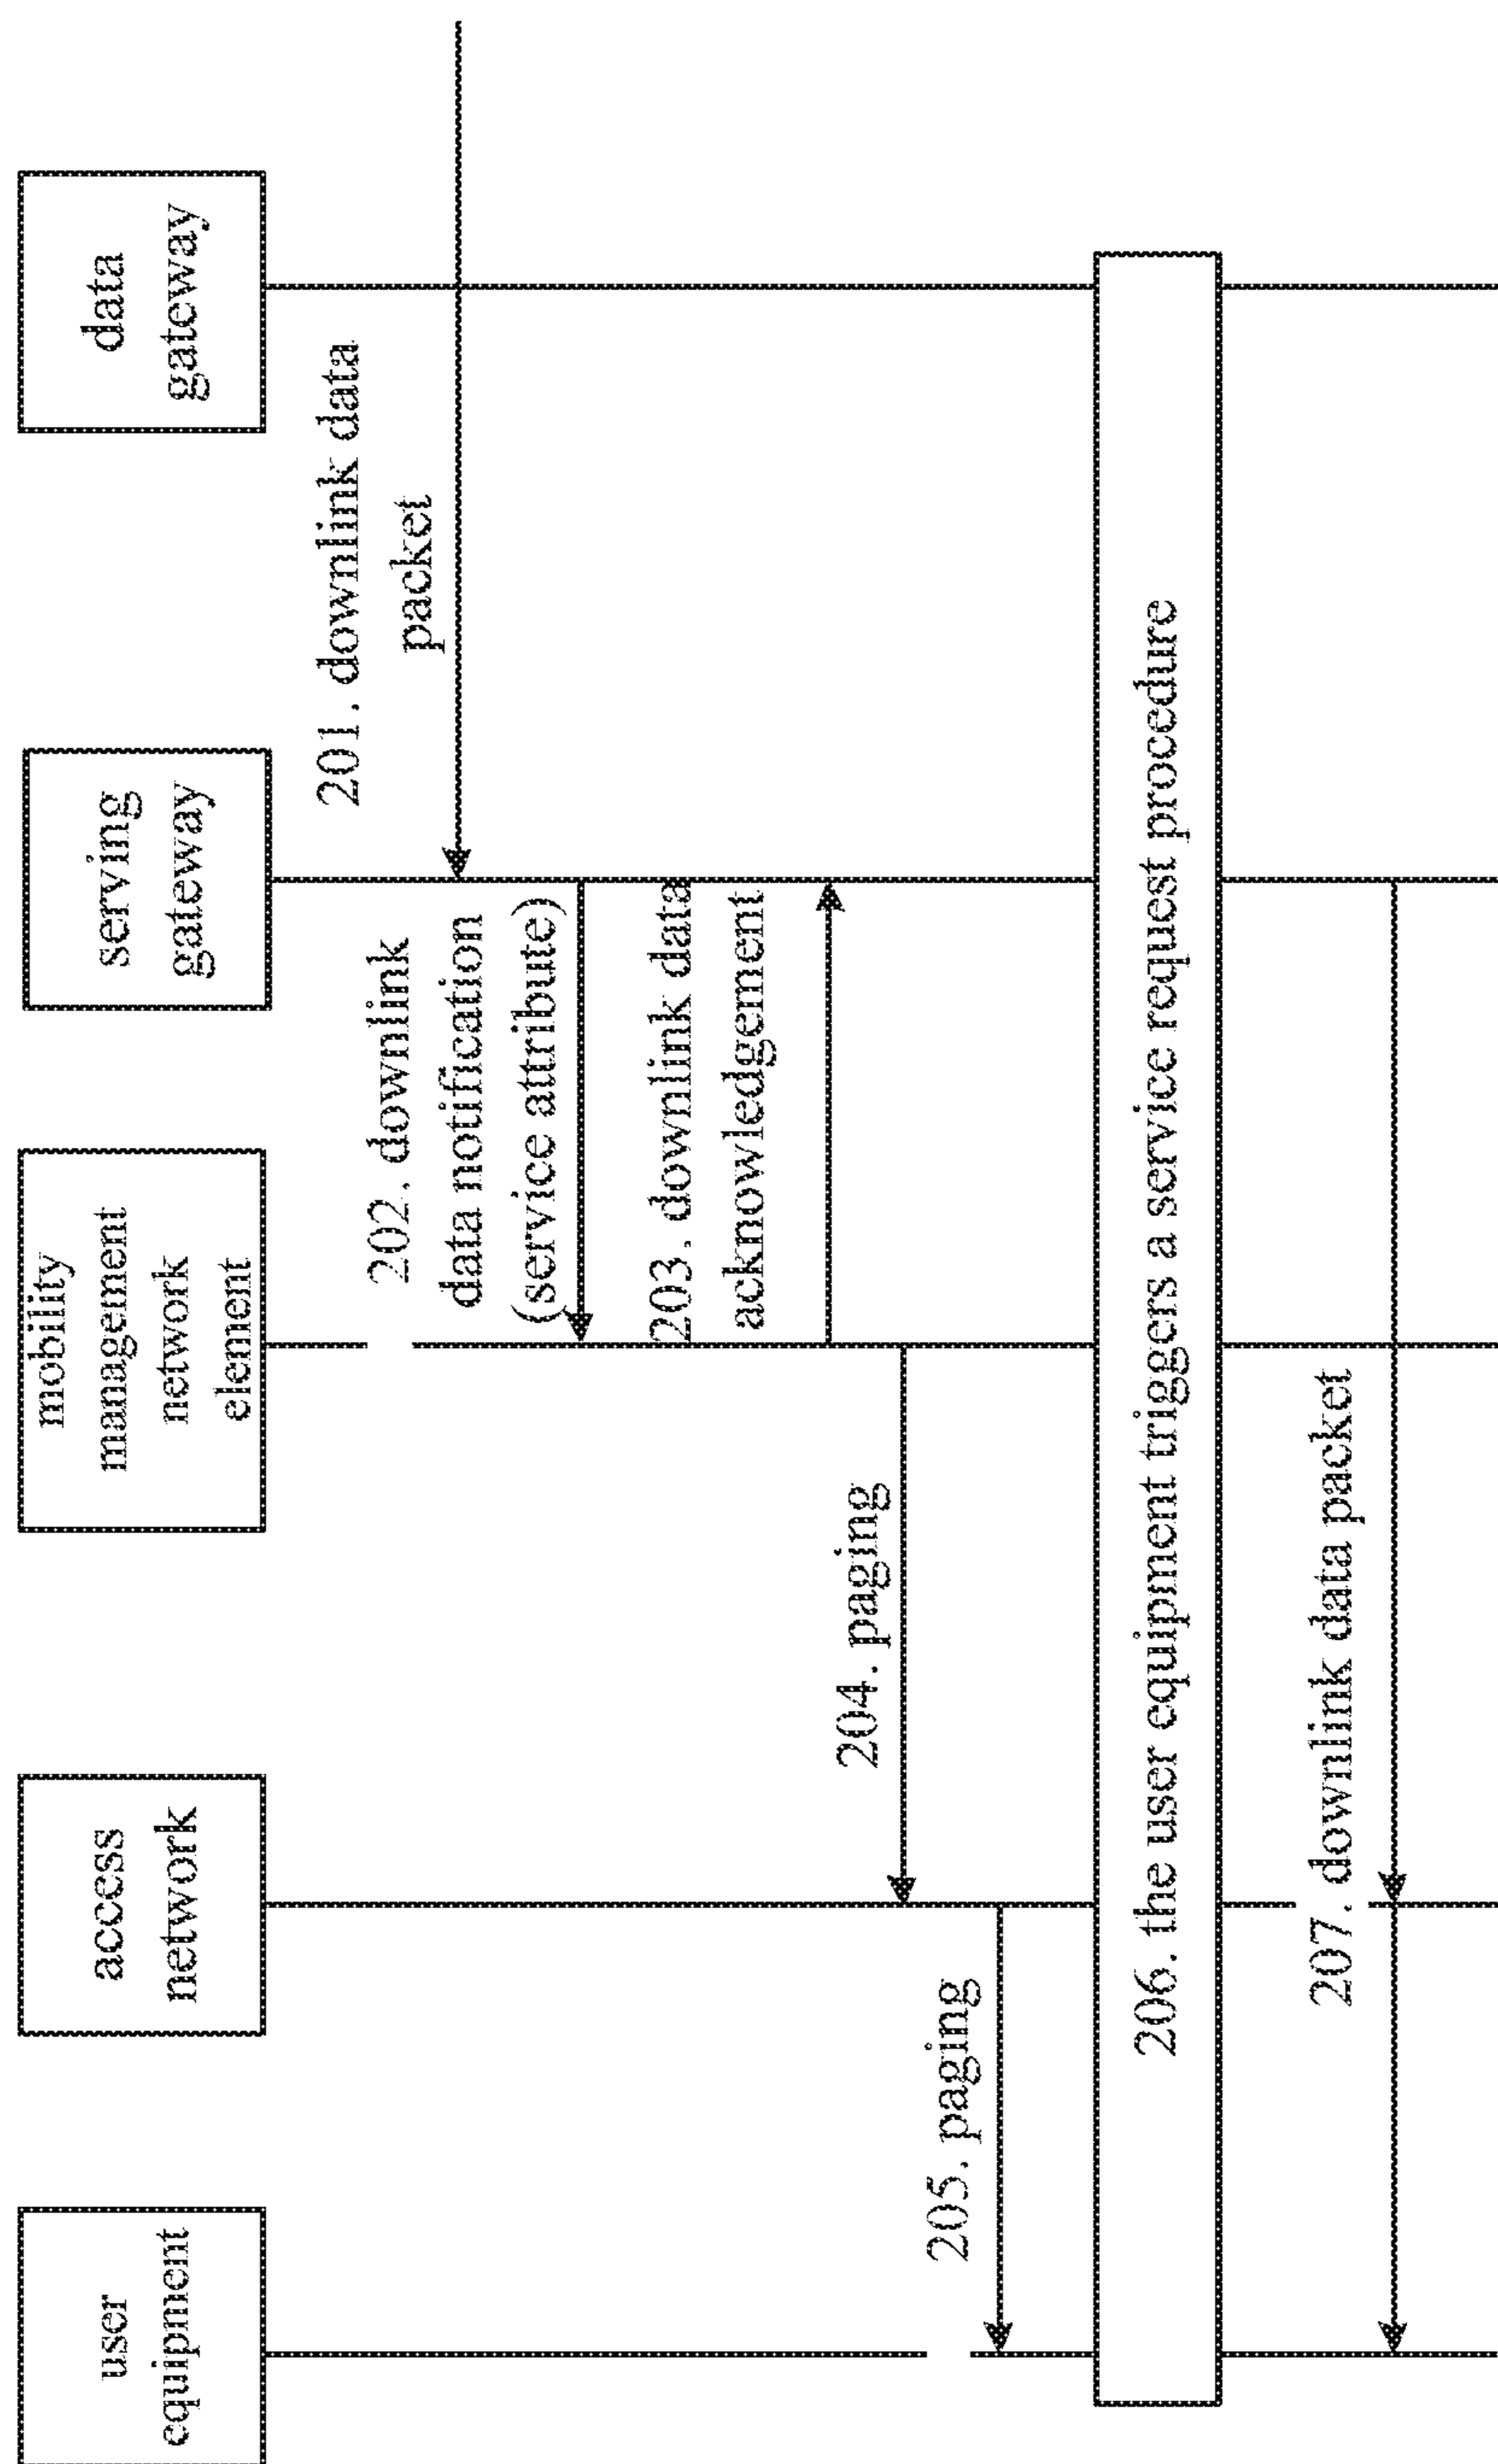 user
equipment
access
network
mobility
management
network
element
serving
gateway
data
gateway
201. downlink data
packet
202. downlink
data notification
(service attribute)
203. downlink data
acknowledgement
204. paging
205. paging
206. the user equipment triggers a service request procedure
207. downlink data packet